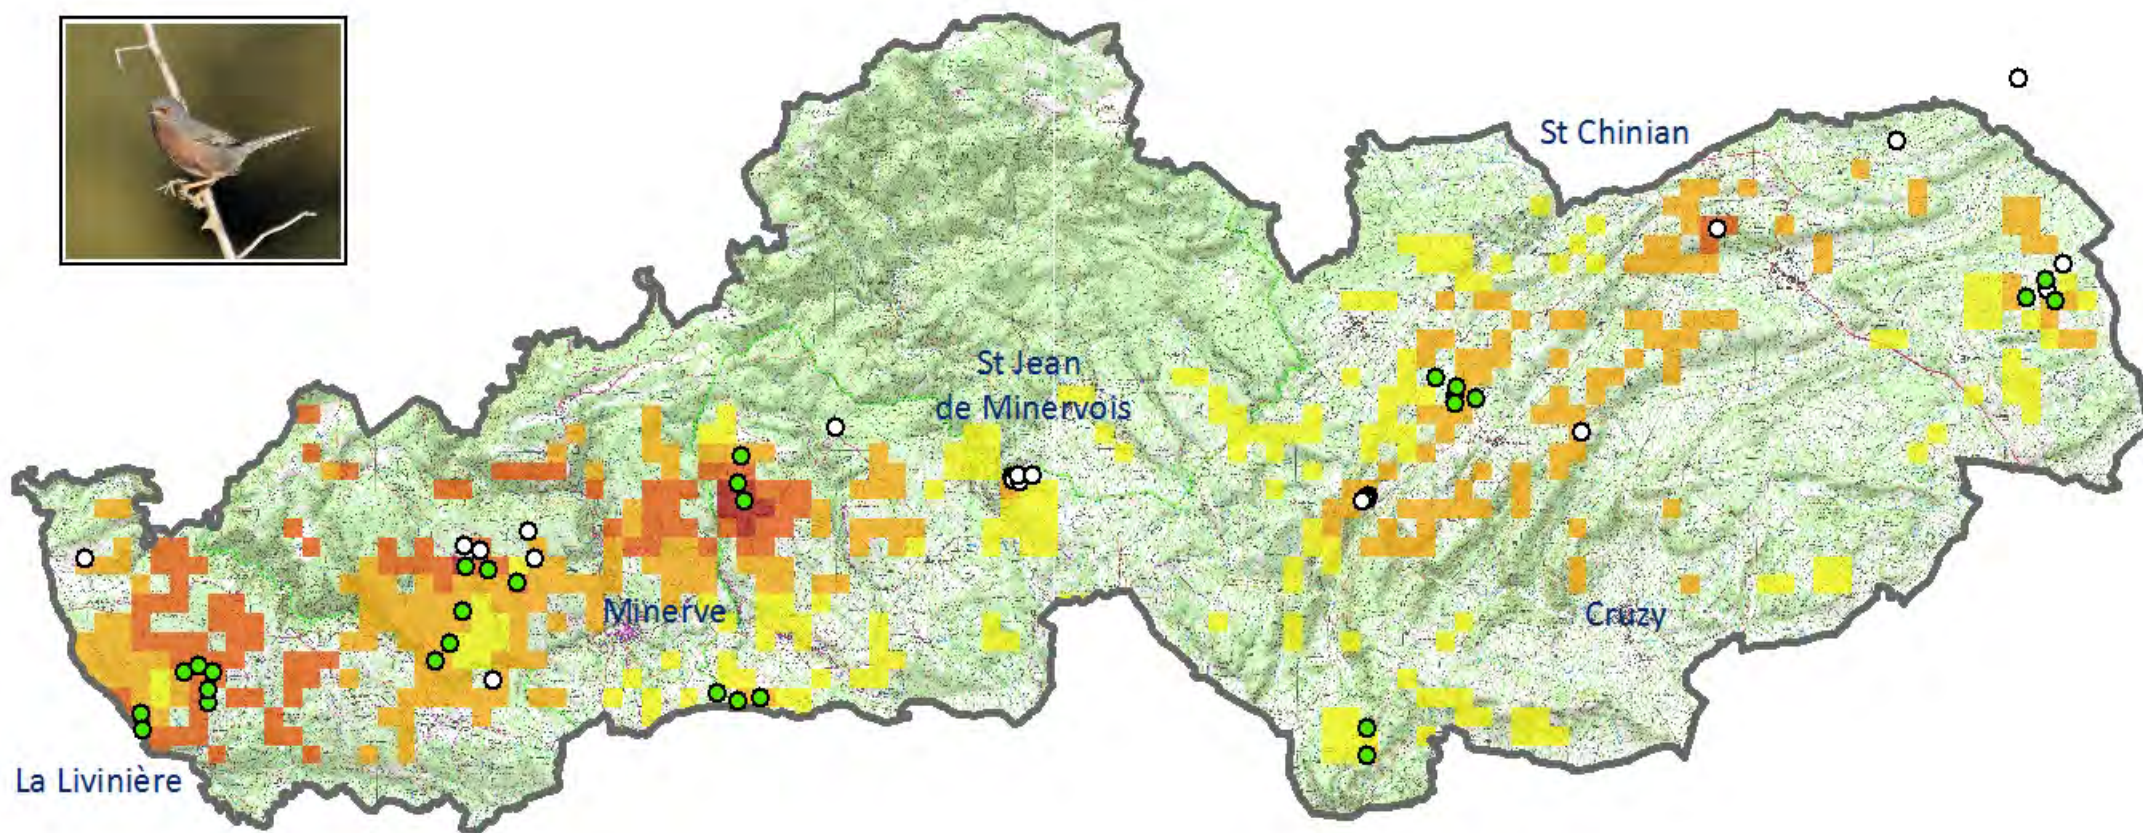 St Chinian
St Jean
de Minervois
Minerve
Cruzy
La Livinière